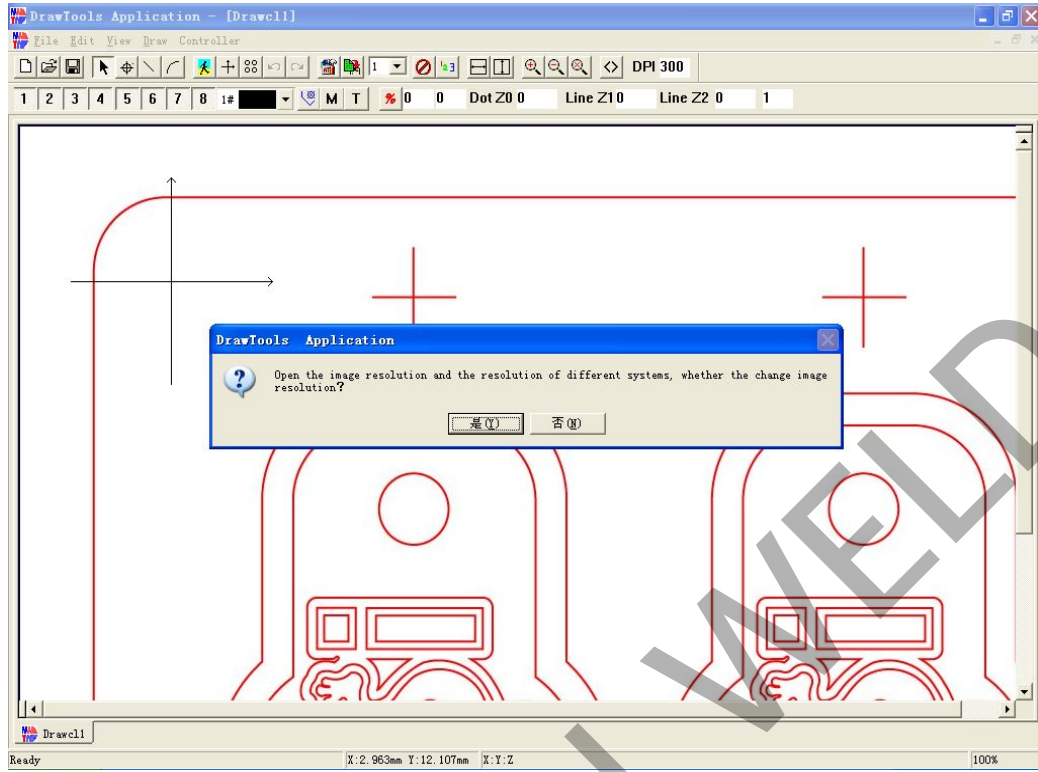 DrawTools Application - [Drawcl1]
File Edit View Draw Controller
1 DPI 300
1 2 3 4 5 6 7 8 1# M T % 0 0 Dot Z0 0 Line Z1 0 Line Z2 0 1
DrawTools Application
Open the image resolution and the resolution of different systems, whether the change image
resolution?
是(Y) 否(N)
WELD
Drawcl1
Ready X:2.963mm Y:12.107mm X:Y:Z 100%